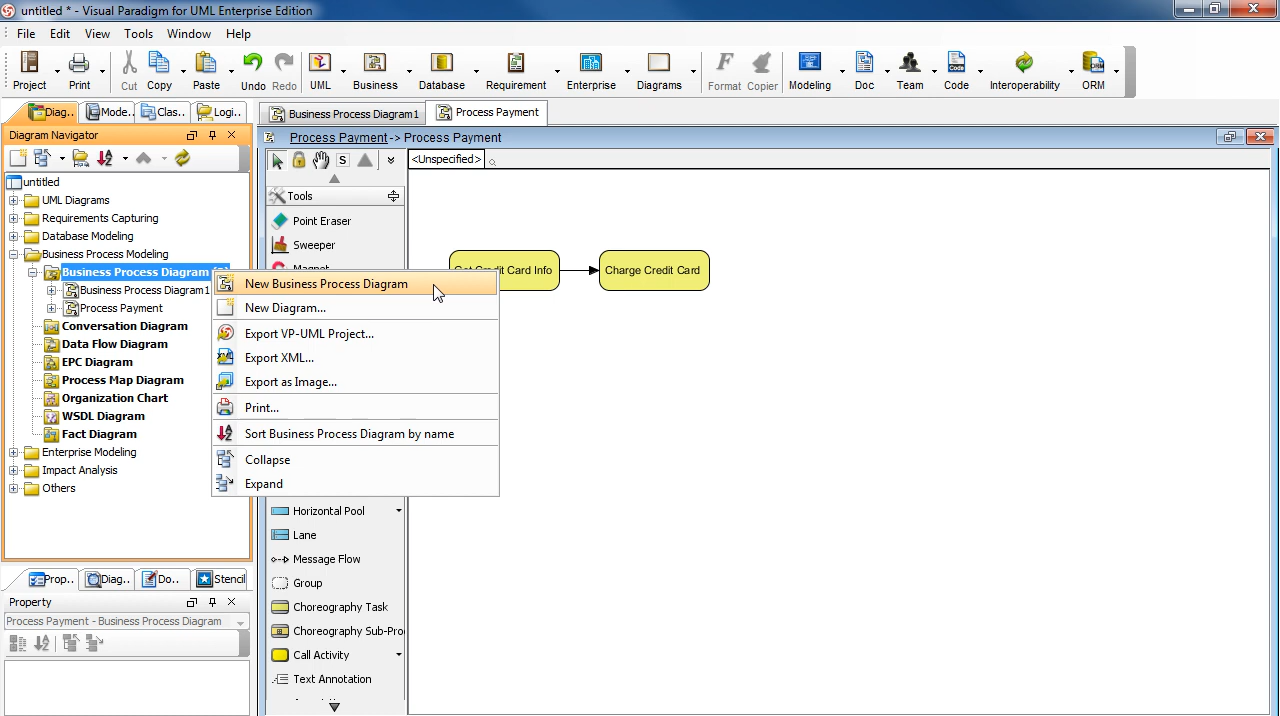 untitled * - Visual Paradigm for UML Enterprise Edition
File Edit View Tools Window Help
Project Print Cut Copy Paste Undo Redo UML Business Database Requirement Enterprise Diagrams Format Copier Modeling Doc Team Code Interoperability ORM
Diag.. Mode.. Clas.. Logi..
Business Process Diagram1 Process Payment
Diagram Navigator
Process Payment -> Process Payment
S
<Unspecified>
untitled
UML Diagrams
Requirements Capturing
Database Modeling
Business Process Modeling
Business Process Diagram
Business Process Diagram1
Process Payment
Conversation Diagram
Data Flow Diagram
EPC Diagram
Process Map Diagram
Organization Chart
WSDL Diagram
Fact Diagram
Enterprise Modeling
Impact Analysis
Others
Tools
Point Eraser
Sweeper
Magnet
Credit Card Info
Charge Credit Card
New Business Process Diagram
New Diagram...
Export VP-UML Project...
Export XML...
Export as Image...
Print...
Sort Business Process Diagram by name
Collapse
Expand
Horizontal Pool
Lane
Message Flow
Group
Choreography Task
Choreography Sub-Pro
Call Activity
Text Annotation
Prop.. Diag.. Do.. Stencil
Property
Process Payment - Business Process Diagram